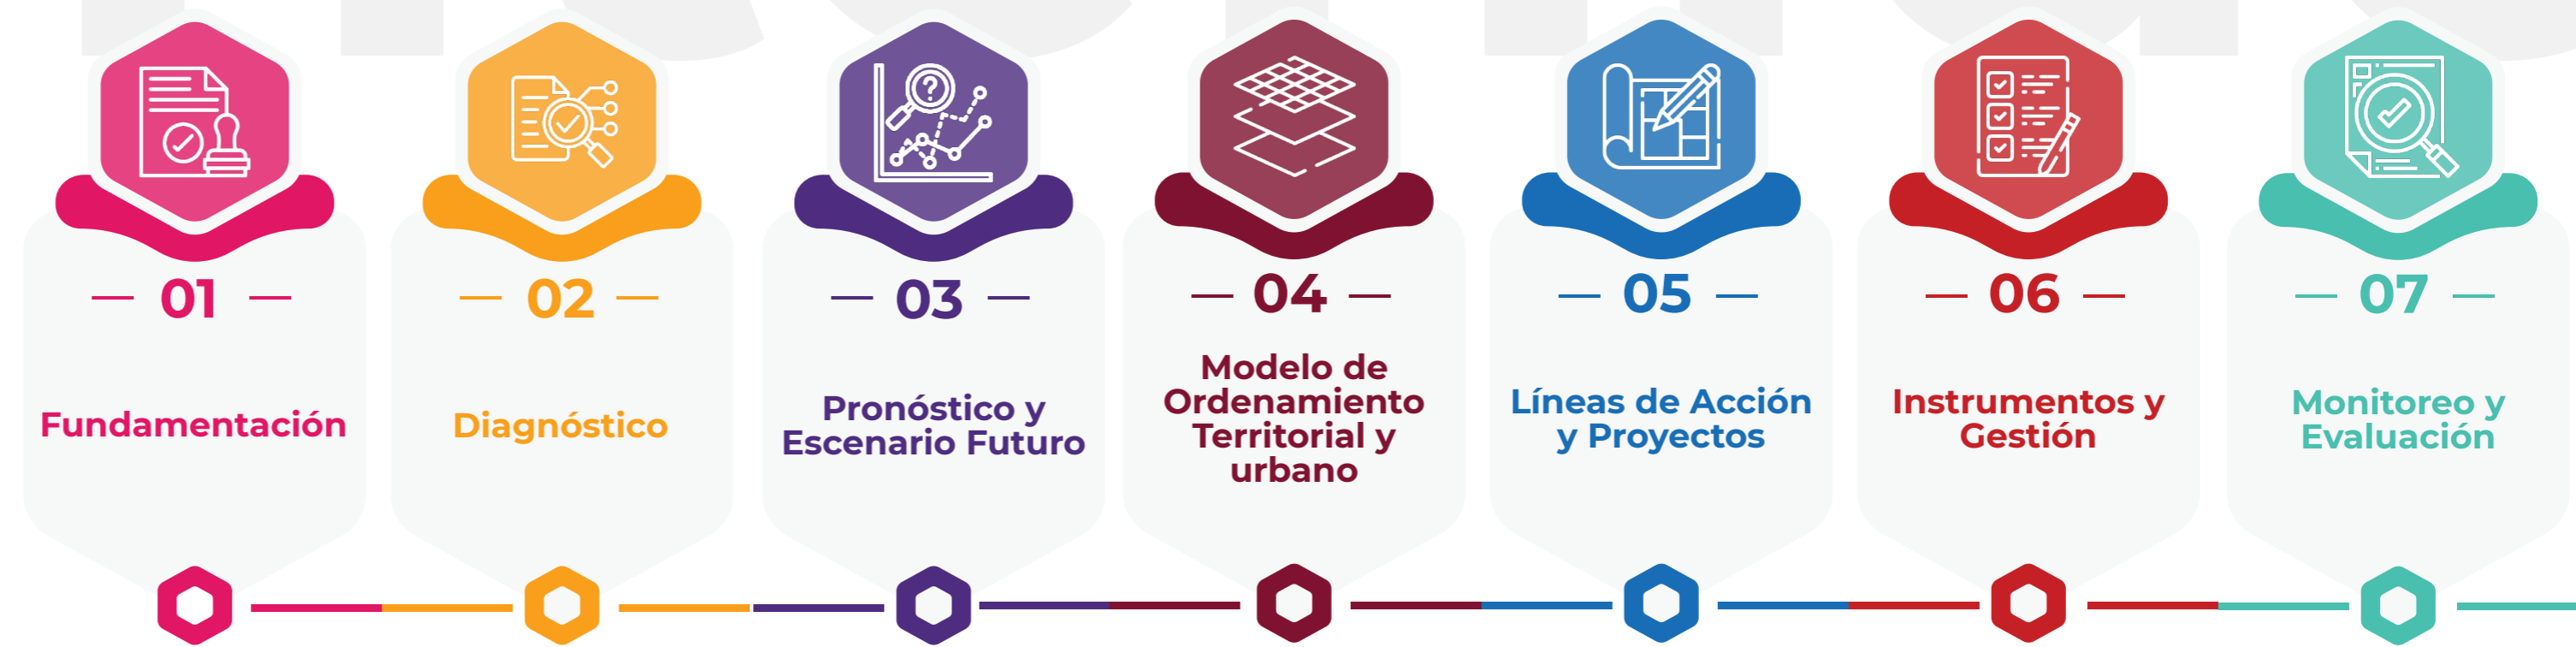 01
Fundamentación
02
Diagnóstico
03
Pronóstico y
Escenario Futuro
04
Modelo de
Ordenamiento
Territorial y
urbano
05
Líneas de Acción
y Proyectos
06
Instrumentos y
Gestión
07
Monitoreo y
Evaluación